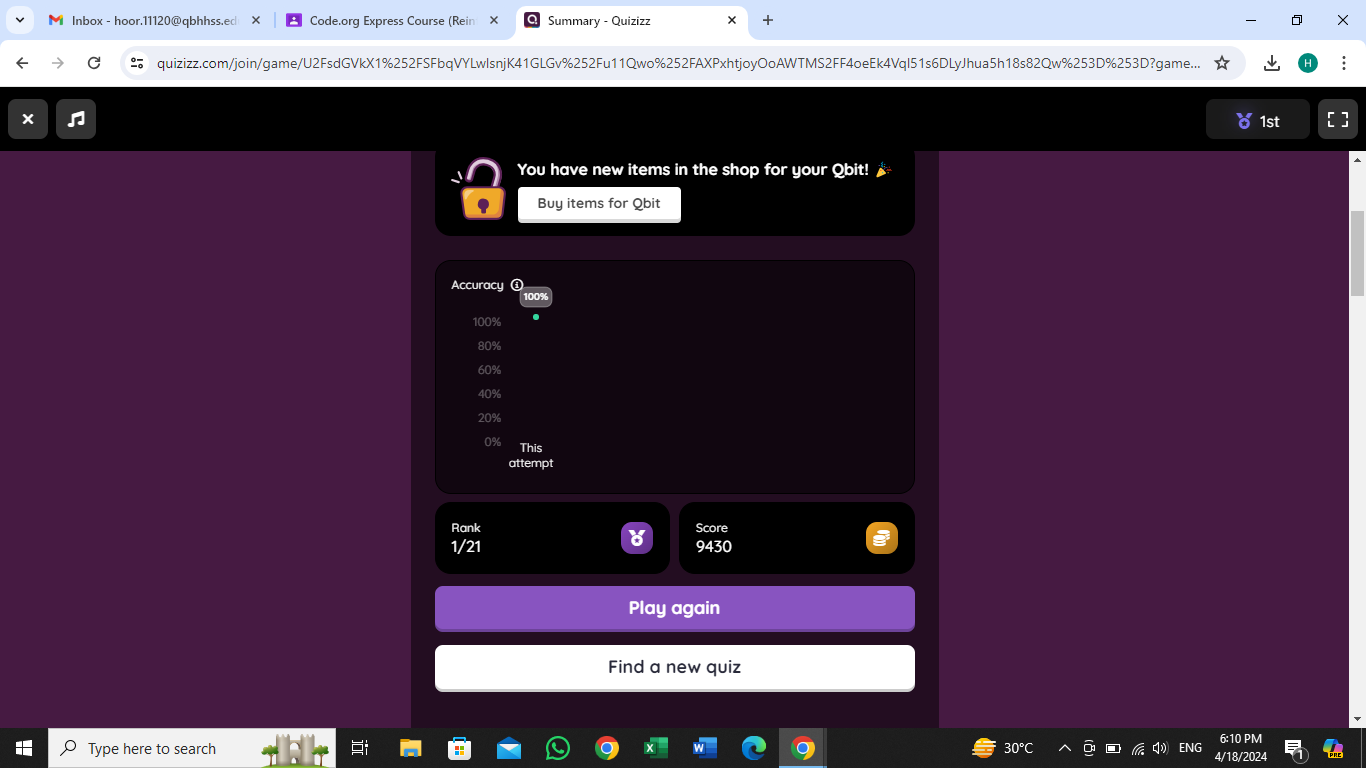 Inbox - hoor.11120@qbhhss.ed
Code.org Express Course (Rein
Summary - Quizizz
quizizz.com/join/game/U2FsdGVkX1%252FSFbqVYLwlsnjK41GLGv%252Fu11Qwo%252FAXPxhtjoyOoAWTMS2FF4oeEk4Vql51s6DLyJhua5h18s82Qw%253D%253D?game...
H
1st
You have new items in the shop for your Qbit!
Buy items for Qbit
Accuracy
100%
100%
80%
60%
40%
20%
0%
This
attempt
Rank
1/21
Score
9430
Play again
Find a new quiz
Type here to search
30°C
ENG
6:10 PM
4/18/2024
1
PRE